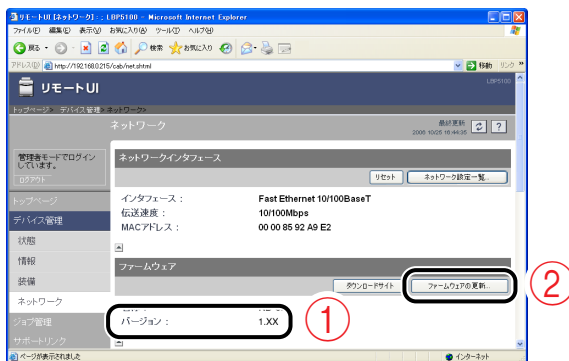 リモートUI [ネットワーク] : : LBP5100 - Microsoft Internet Explorer
ファイル(F) 編集(E) 表示(V) お気に入り(A) ツール(T) ヘルプ(H)
戻る 検索 お気に入り
アドレス(D) http://192.168.0.215/cab/net.shtml 移動 リンク
リモートUI LBP5100
トップページ> デバイス管理> ネットワーク>
ネットワーク 最終更新 2006 10/26 16:44:35 ?
管理者モードでログインしています。
ログアウト
ネットワークインタフェース
リセット ネットワーク設定一覧...
トップページ
デバイス管理
状態
情報
装備
ネットワーク
ジョブ管理
サポートリンク
インタフェース : Fast Ethernet 10/100BaseT
伝送速度 : 10/100Mbps
MACアドレス : 00 00 85 92 A9 E2
ファームウェア
ダウンロードサイト ファームウェアの更新... ②
バージョン : 1.XX ①
ページが表示されました インターネット